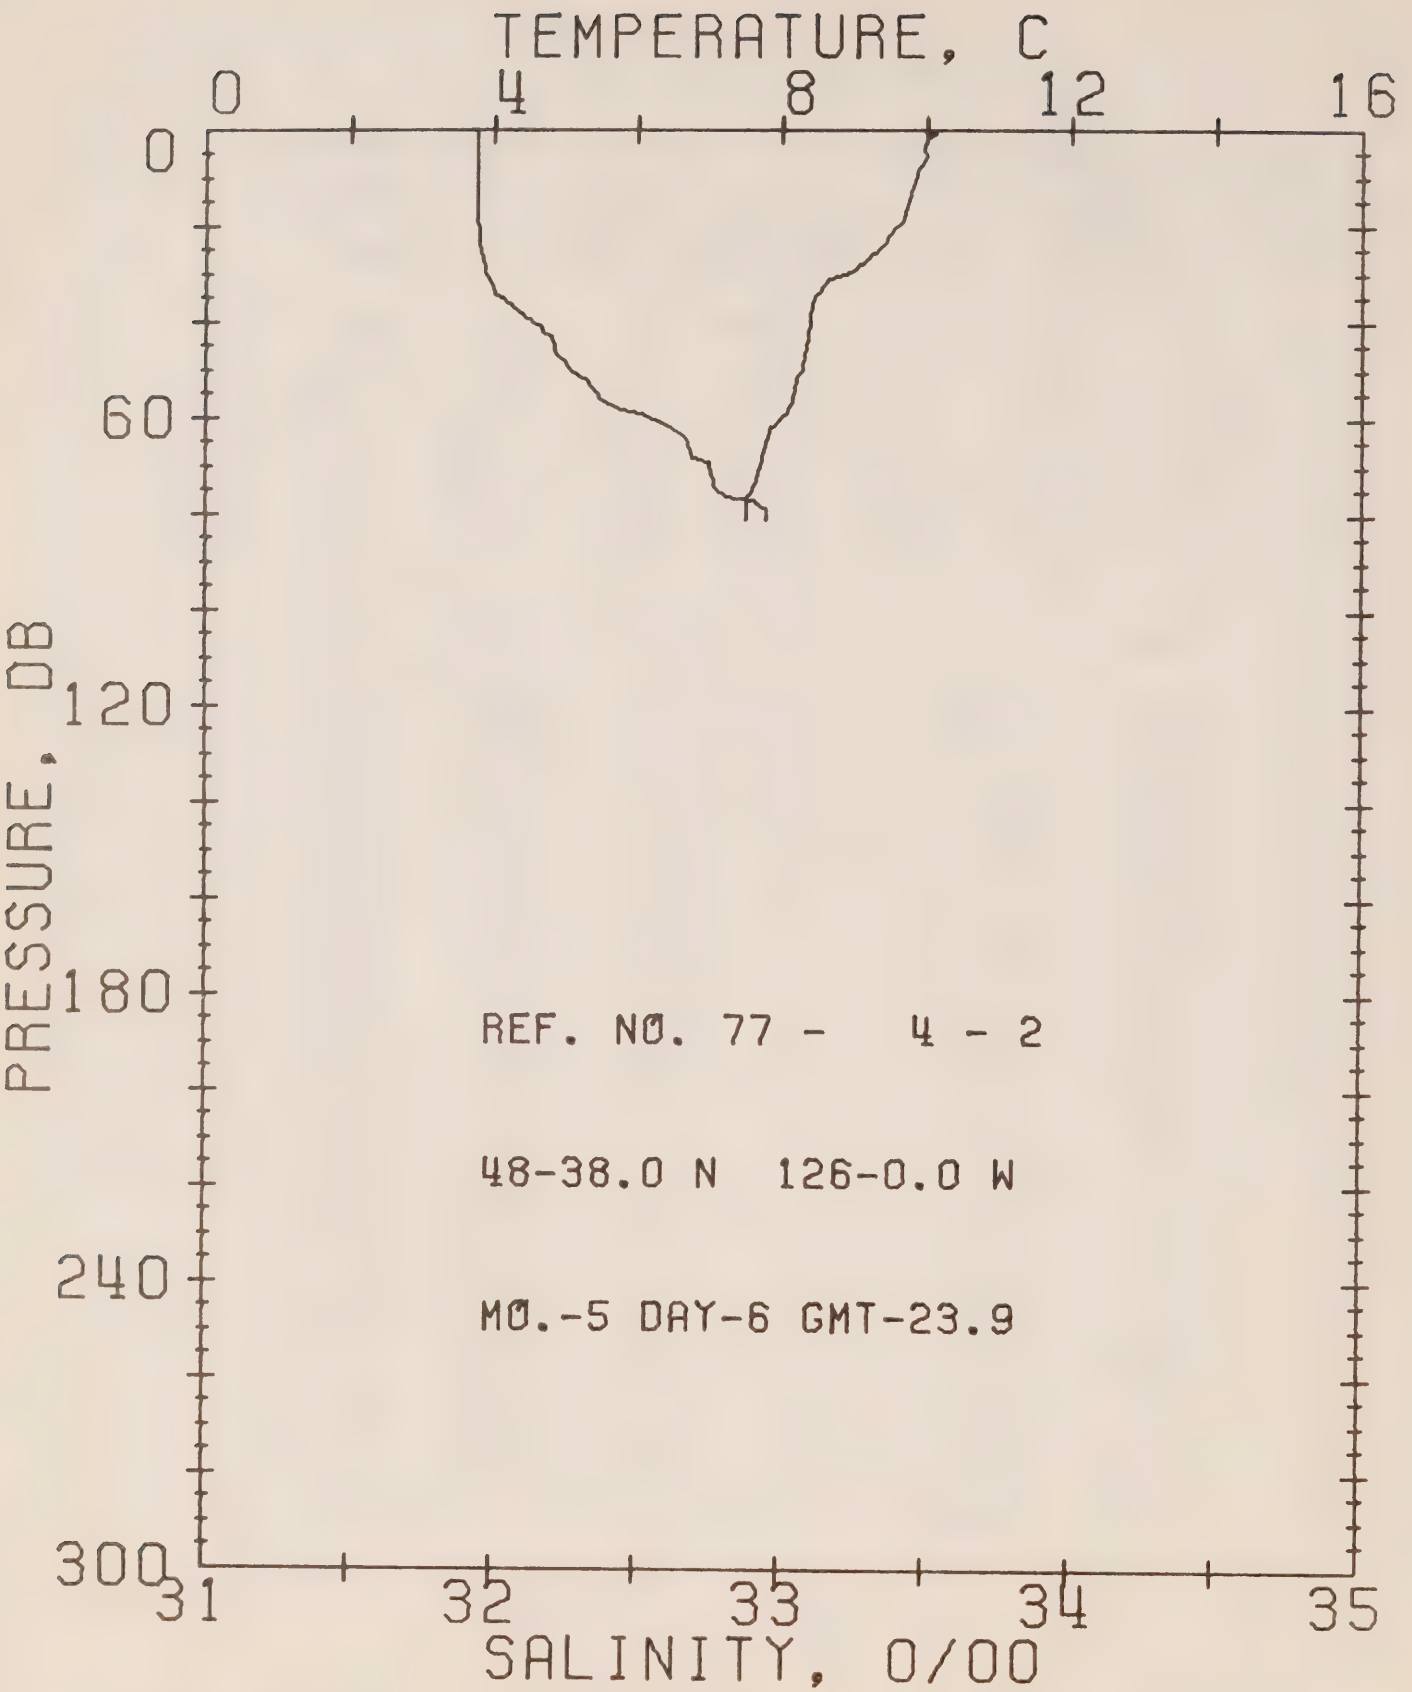 TEMPERATURE, C
0 4 8 12 16
0
60
120
180
240
300
PRESSURE, DB
REF. NO. 77 - 4 - 2
48-38.0 N 126-0.0 W
MO.-5 DAY-6 GMT-23.9
31 32 33 34 35
SALINITY, 0/00